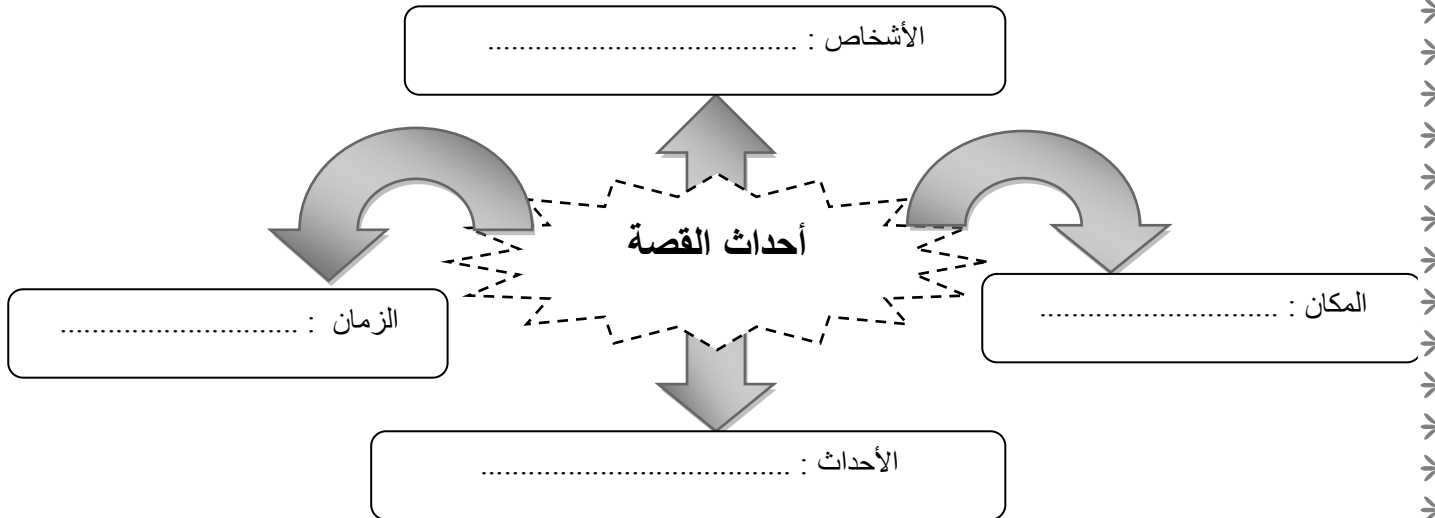 الأشخاص : .......................................
أحداث القصة
المكان : ..............................
الزمان : ..............................
الأحداث : .......................................